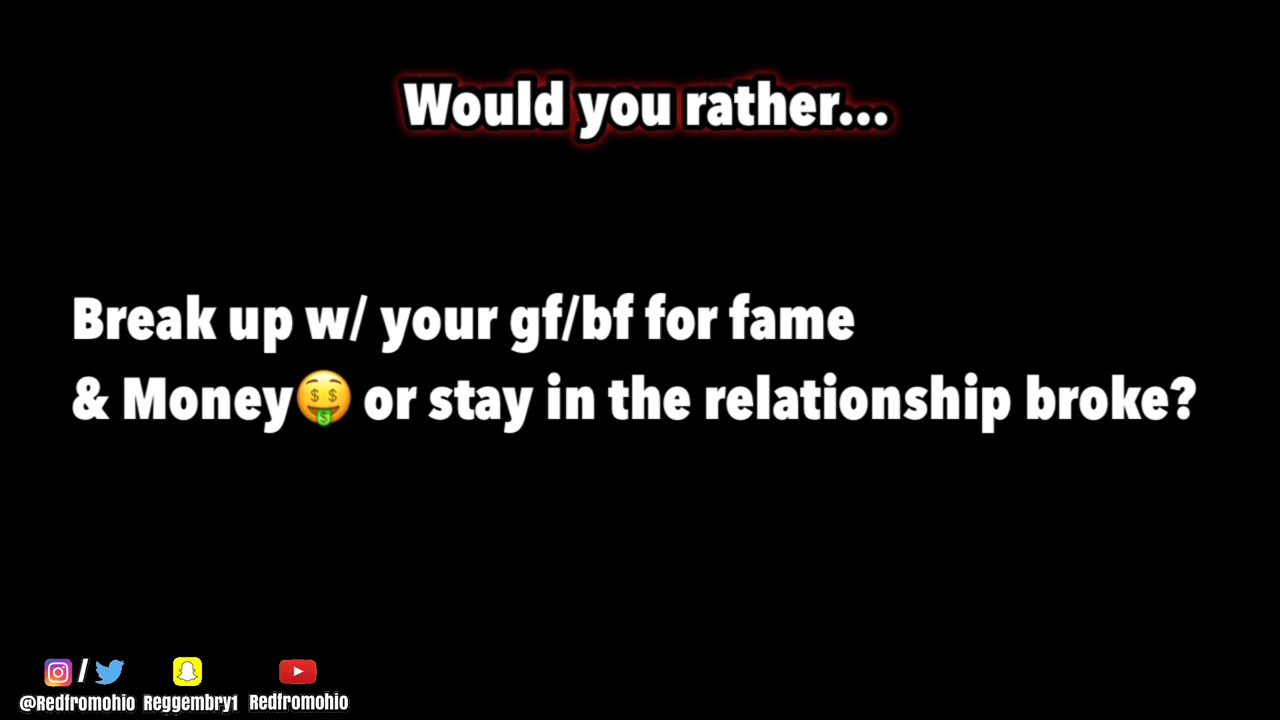 Would you rather...
Break up w/ your gf/bf for fame
& Money🤑 or stay in the relationship broke?
/
@Redfromohio Reggembry1 Redfromohio